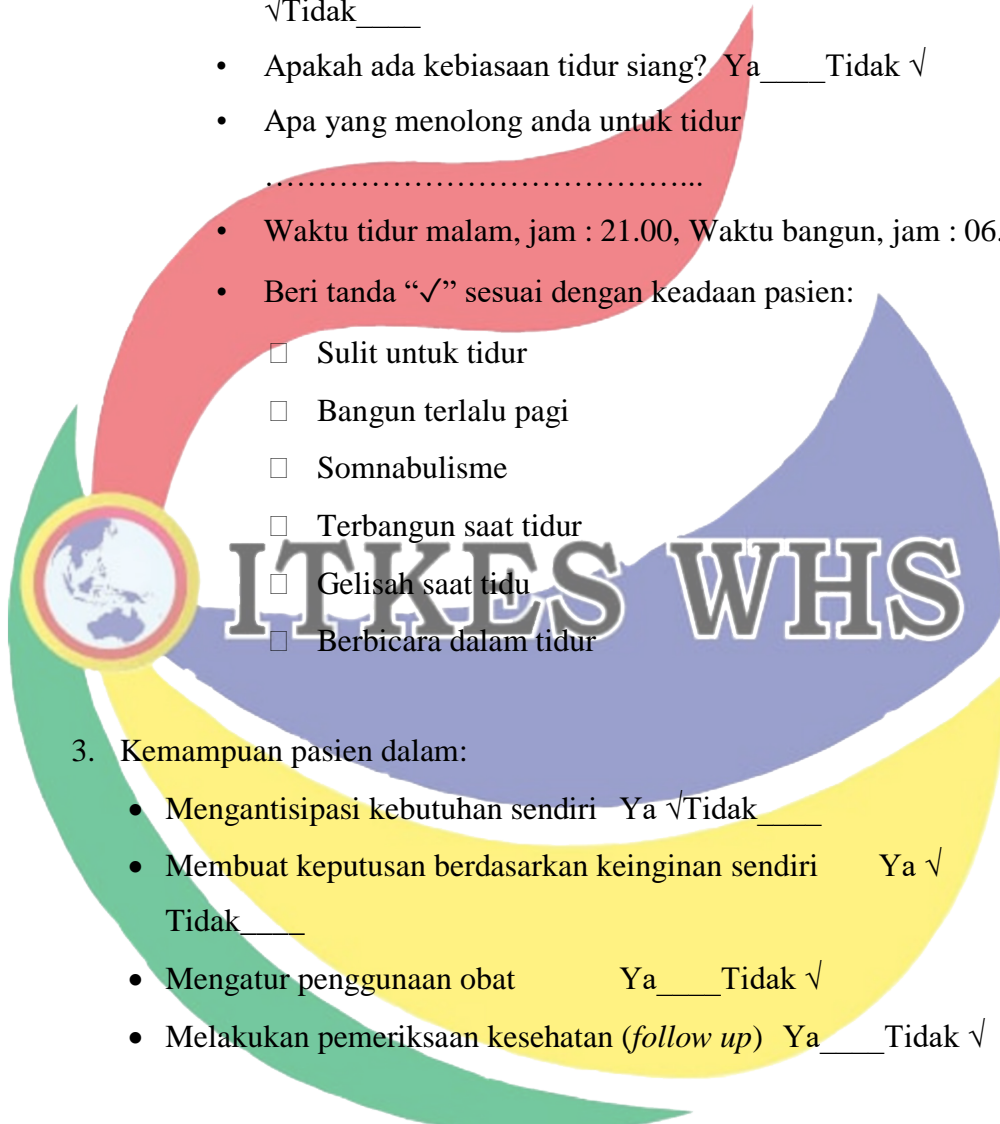 √Tidak____
• Apakah ada kebiasaan tidur siang? Ya____Tidak √
• Apa yang menolong anda untuk tidur
……………………………………...
• Waktu tidur malam, jam : 21.00, Waktu bangun, jam : 06.
• Beri tanda “✓” sesuai dengan keadaan pasien:
□ Sulit untuk tidur
□ Bangun terlalu pagi
□ Somnabulisme
□ Terbangun saat tidur
□ Gelisah saat tidu
□ Berbicara dalam tidur
ITKES WHS
3. Kemampuan pasien dalam:
• Mengantisipasi kebutuhan sendiri Ya √Tidak____
• Membuat keputusan berdasarkan keinginan sendiri Ya √
Tidak____
• Mengatur penggunaan obat Ya____Tidak √
• Melakukan pemeriksaan kesehatan (follow up) Ya____Tidak √